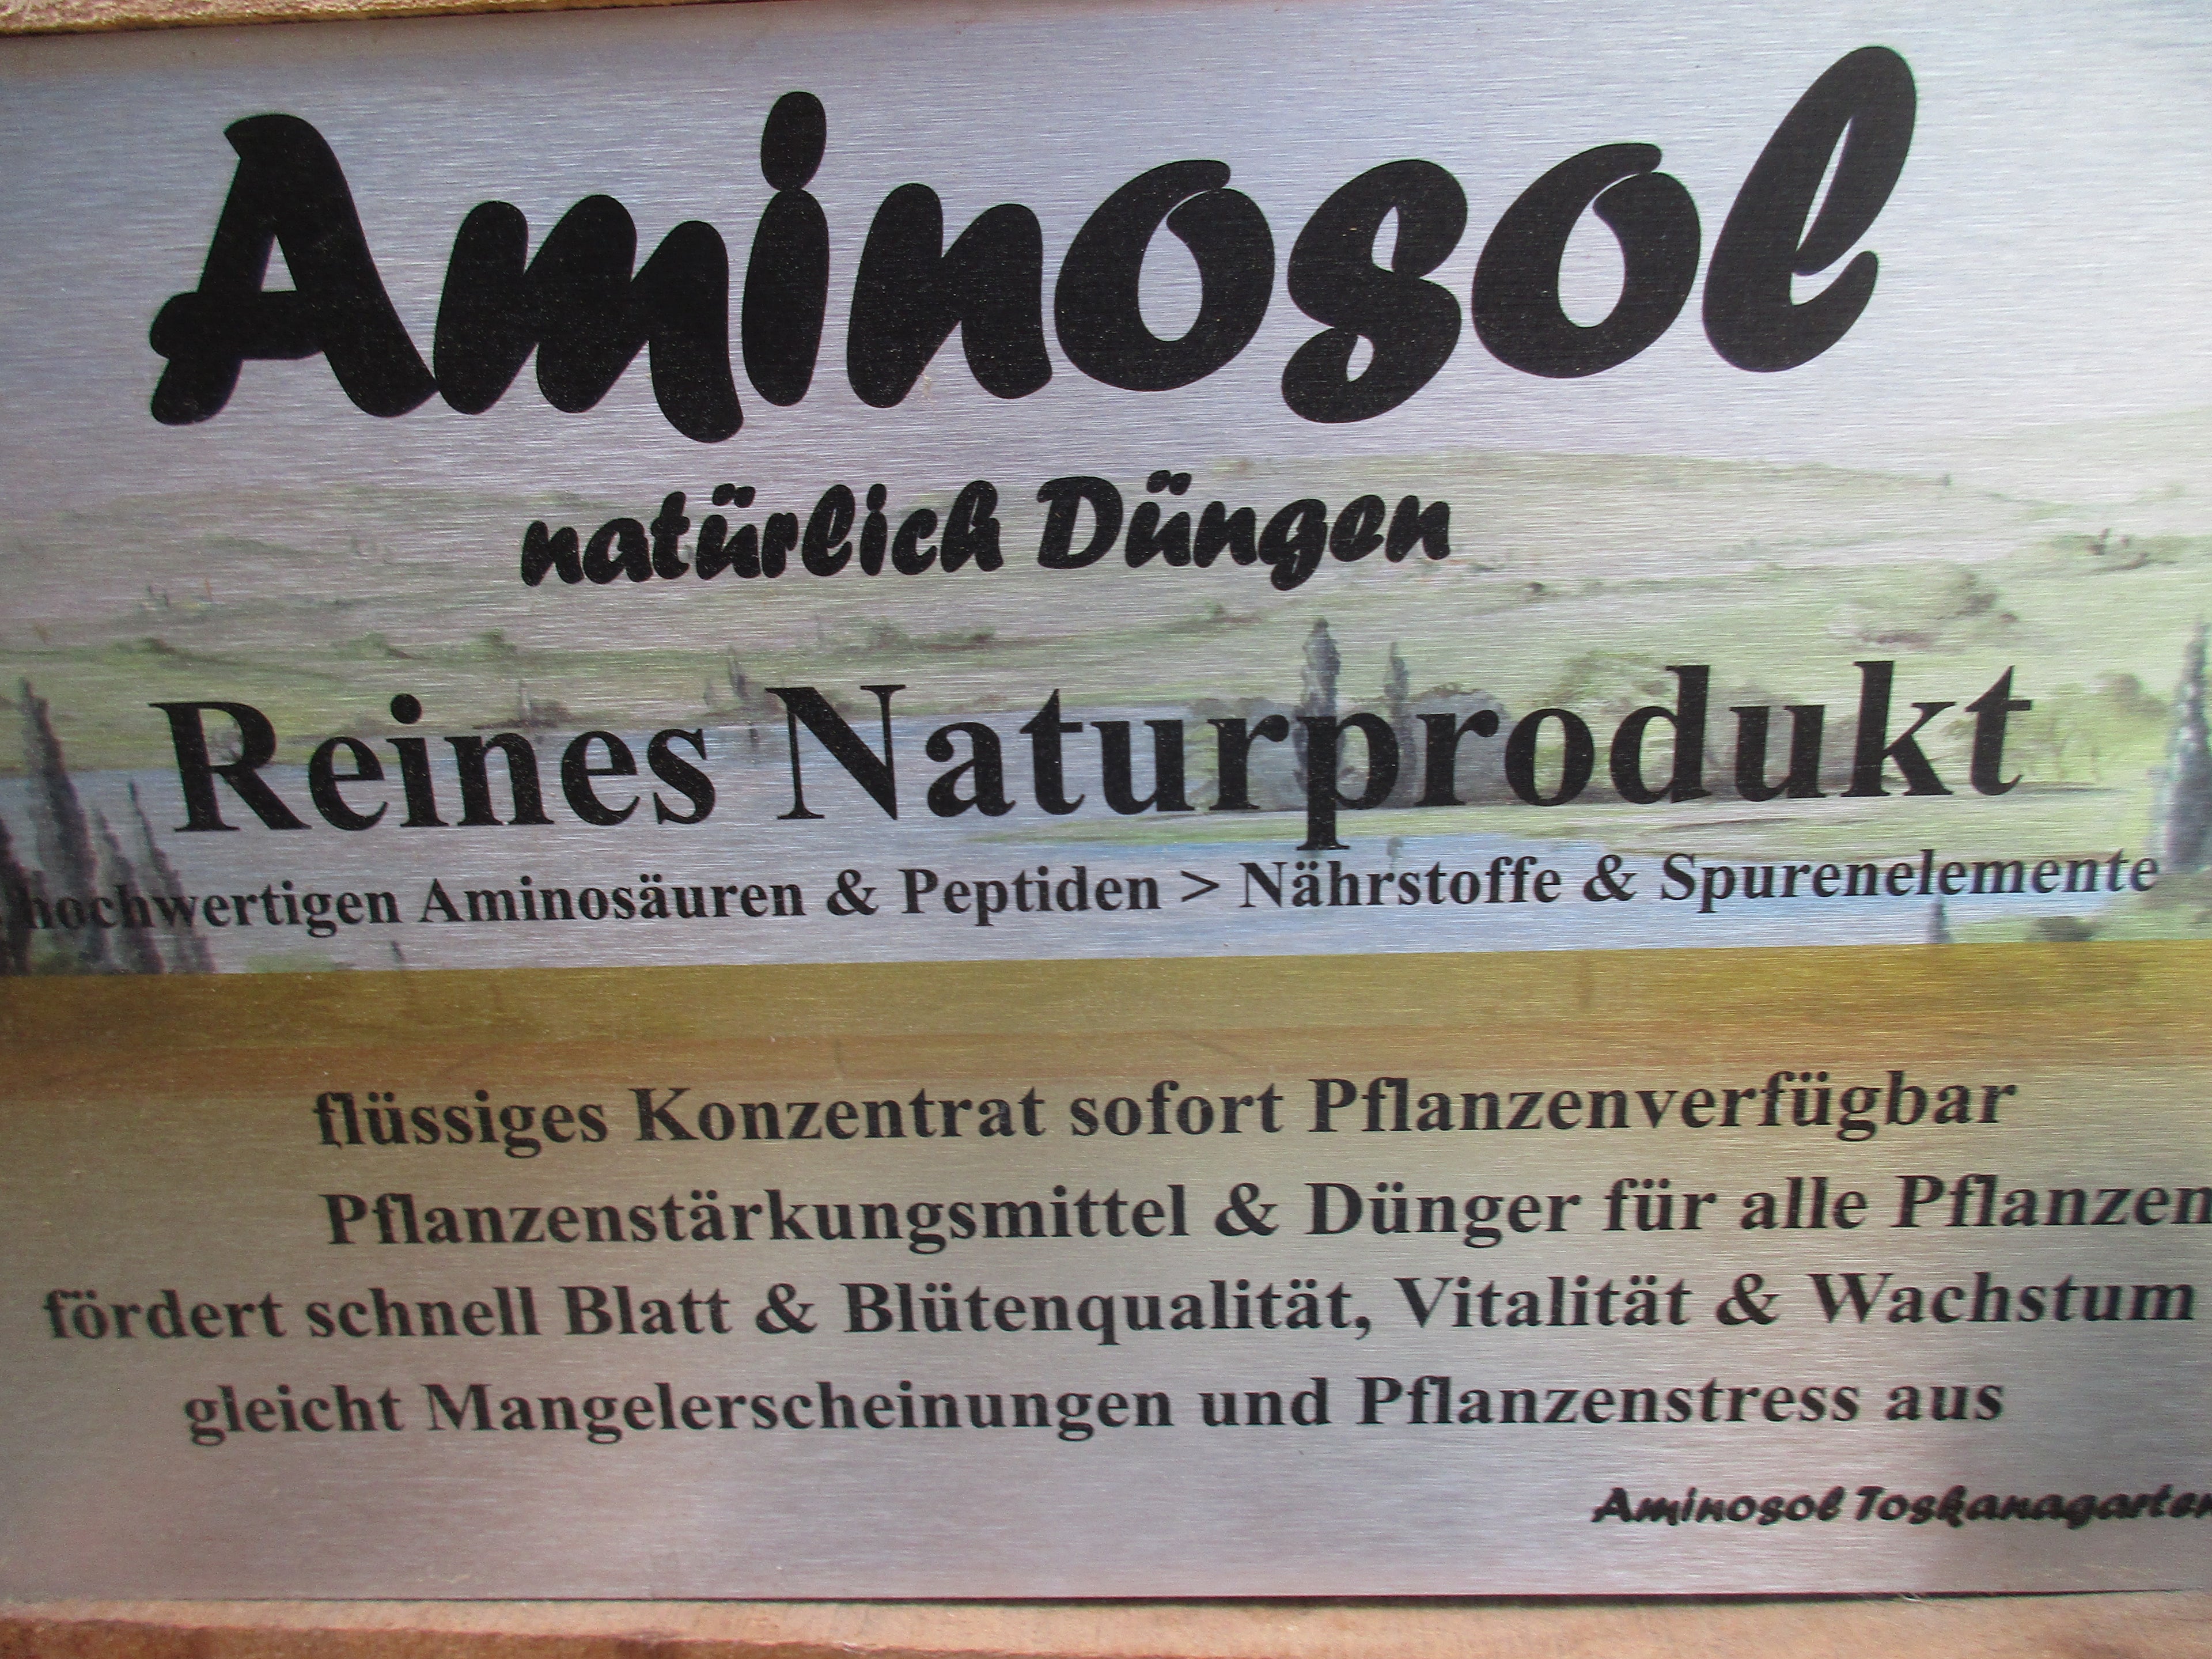 Aminosol
natürlich Düngen
Reines Naturprodukt
hochwertigen Aminosäuren & Peptiden > Nährstoffe & Spurenelemente
flüssiges Konzentrat sofort Pflanzenverfügbar
Pflanzenstärkungsmittel & Dünger für alle Pflanzen
fördert schnell Blatt & Blütenqualität, Vitalität & Wachstum
gleicht Mangelerscheinungen und Pflanzenstress aus
Aminosol Toskanagarten